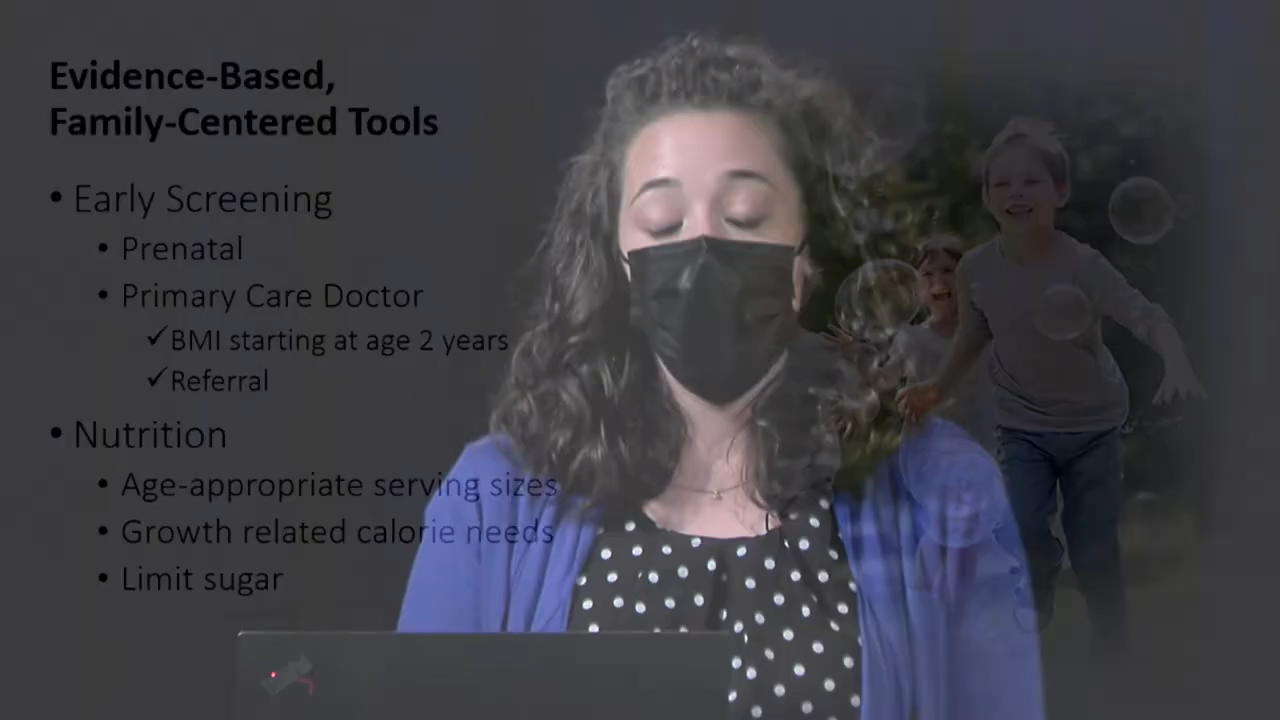 Evidence-Based,
Family-Centered Tools
• Early Screening
• Prenatal
• Primary Care Doctor
✓BMI starting at age 2 years
✓Referral
• Nutrition
• Age-appropriate serving sizes
• Growth related calorie needs
• Limit sugar